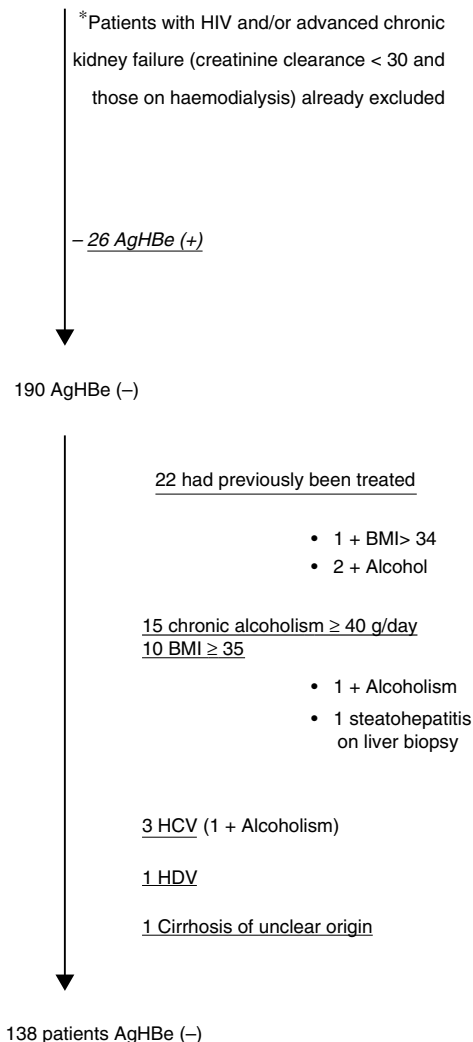 *Patients with HIV and/or advanced chronic
kidney failure (creatinine clearance < 30 and
those on haemodialysis) already excluded
– 26 AgHBe (+)
190 AgHBe (–)
22 had previously been treated
• 1 + BMI> 34
• 2 + Alcohol
15 chronic alcoholism ≥ 40 g/day
10 BMI ≥ 35
• 1 + Alcoholism
• 1 steatohepatitis
on liver biopsy
3 HCV (1 + Alcoholism)
1 HDV
1 Cirrhosis of unclear origin
138 patients AgHBe (–)